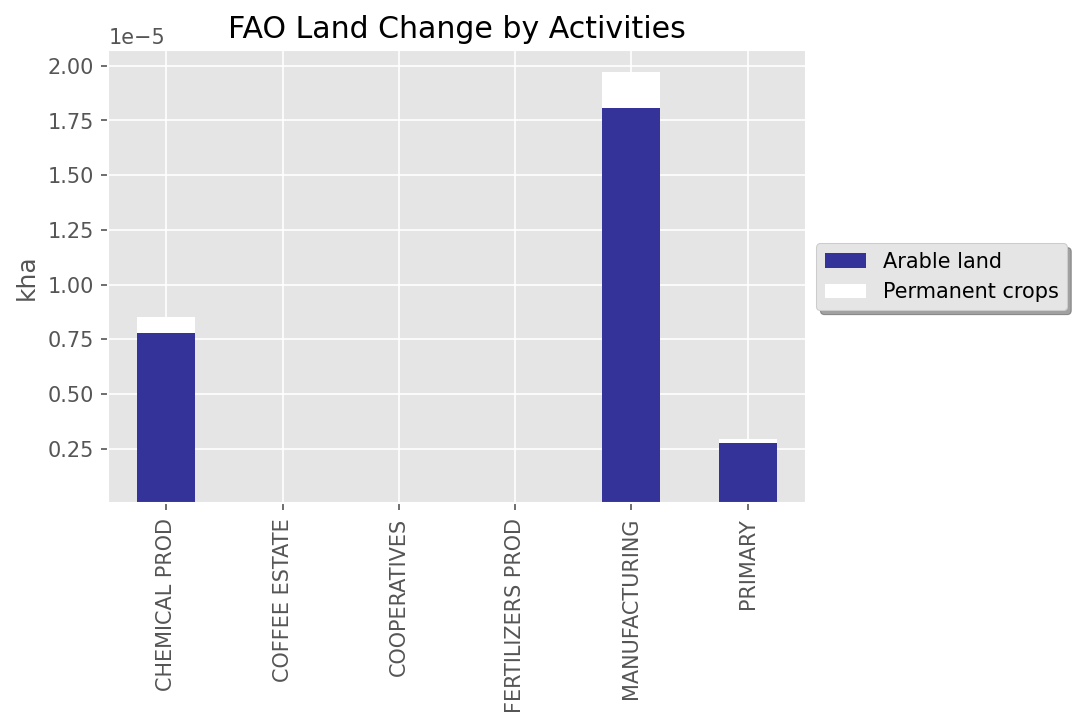 FAO Land Change by Activities
1e−5
2.00
1.75
1.50
1.25
1.00
0.75
0.50
0.25
kha
CHEMICAL PROD
COFFEE ESTATE
COOPERATIVES
FERTILIZERS PROD
MANUFACTURING
PRIMARY
Arable land
Permanent crops